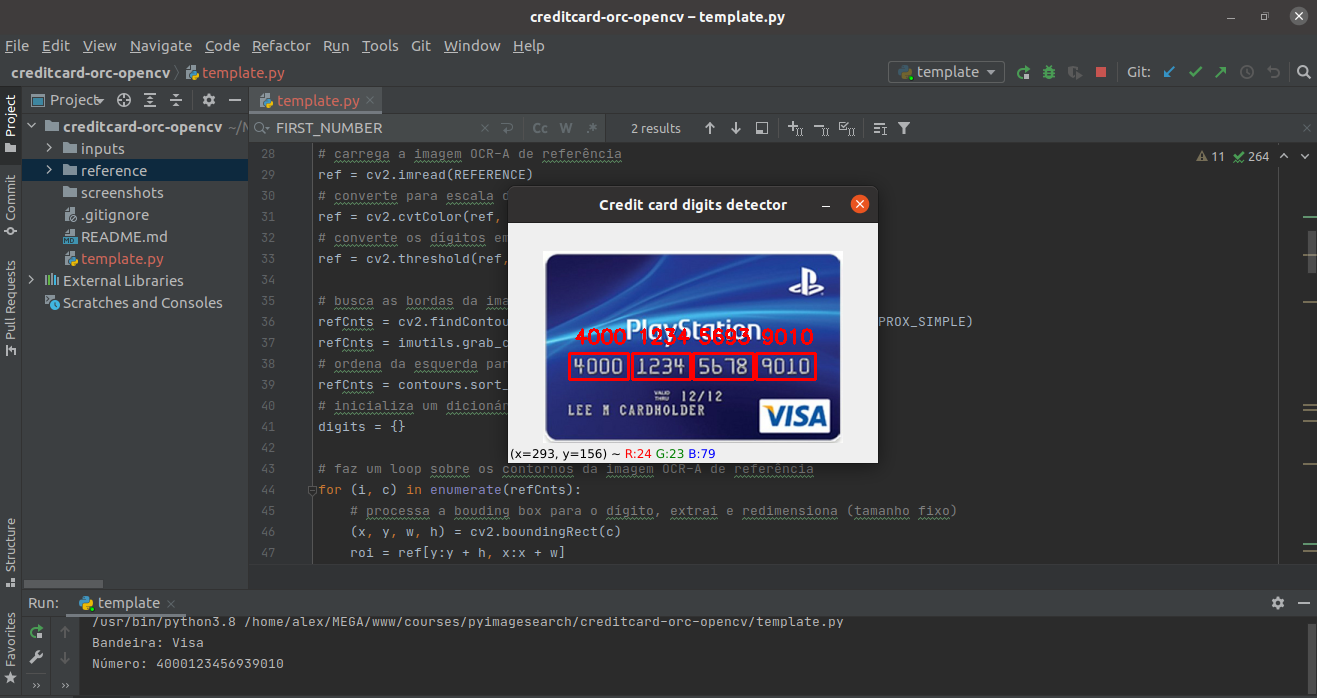 creditcard-orc-opencv – template.py
File Edit View Navigate Code Refactor Run Tools Git Window Help
creditcard-orc-opencv template.py template Git:
Project template.py
FIRST_NUMBER Cc W .* 2 results
creditcard-orc-opencv ~/
inputs
reference
screenshots
.gitignore
README.md
template.py
External Libraries
Scratches and Consoles
Project
Commit
Pull Requests
Structure
Favorites
11 264
28 # carrega a imagem OCR-A de referência
29 ref = cv2.imread(REFERENCE)
30 # converte para escala
31 ref = cv2.cvtColor(ref,
32 # converte os digitos em
33 ref = cv2.threshold(ref,
34
35 # busca as bordas da
36 refCnts = cv2.findContou PROX_SIMPLE)
37 refCnts = imutils.grab_c
38 # ordena da esquerda par
39 refCnts = contours.sort_
40 # inicializa um dicionár
41 digits = {}
42
43 # faz um loop sobre os contornos da imagem OCR-A de referência
44 for (i, c) in enumerate(refCnts):
45 # processa a bouding box para o digito, extrai e redimensiona (tamanho fixo)
46 (x, y, w, h) = cv2.boundingRect(c)
47 roi = ref[y:y + h, x:x + w]
Credit card digits detector
PlayStation
4000 1234 5693 9010
4000 1234 5678 9010
VALID
THRU 12/12
LEE M CARDHOLDER
VISA
(x=293, y=156) ~ R:24 G:23 B:79
Run: template
/usr/bin/python3.8 /home/alex/MEGA/www/courses/pyimagesearch/creditcard-orc-opencv/template.py
Bandeira: Visa
Número: 4000123456939010